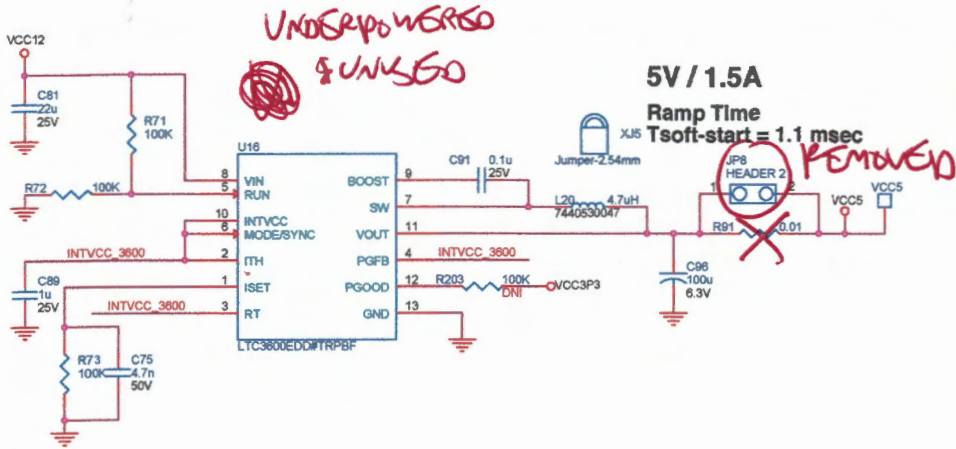 UNDERPOWERED
& UNUSED
VCC12
C81
22u
25V
R71
100K
R72 100K
5V / 1.5A
Ramp Time
Tsoft-start = 1.1 msec
XJ5
Jumper-2.54mm
REMOVED
JP8
HEADER 2
1 2
VCC5
VCC5
R91 0.01
U16
8 VIN BOOST 9
5 RUN SW 7
10 INTVCC VOUT 11
6 MODE/SYNC
2 ITH PGFB 4
1 ISET PGOOD 12
3 RT GND 13
LTC3600EDD#TRPBF
C91 0.1u
25V
L20 4.7uH
7440530047
INTVCC_3600
INTVCC_3600
INTVCC_3600
R203 100K
DNI
VCC3P3
C96
100u
6.3V
C89
1u
25V
R73
100K
C75
4.7n
50V